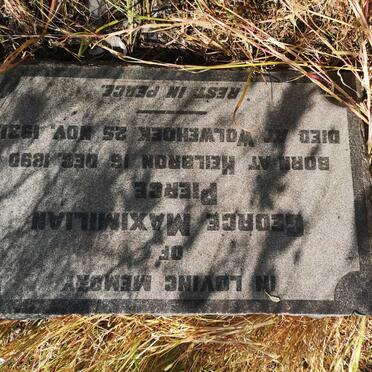 IN LOVING MEMORY
OF
GEORGE MAXIMILIAN
PIERCE
BORN AT HEILBRON 16 DEC. 1890
DIED AT WOLWEHOEK 25 NOV. 1931
REST IN PEACE